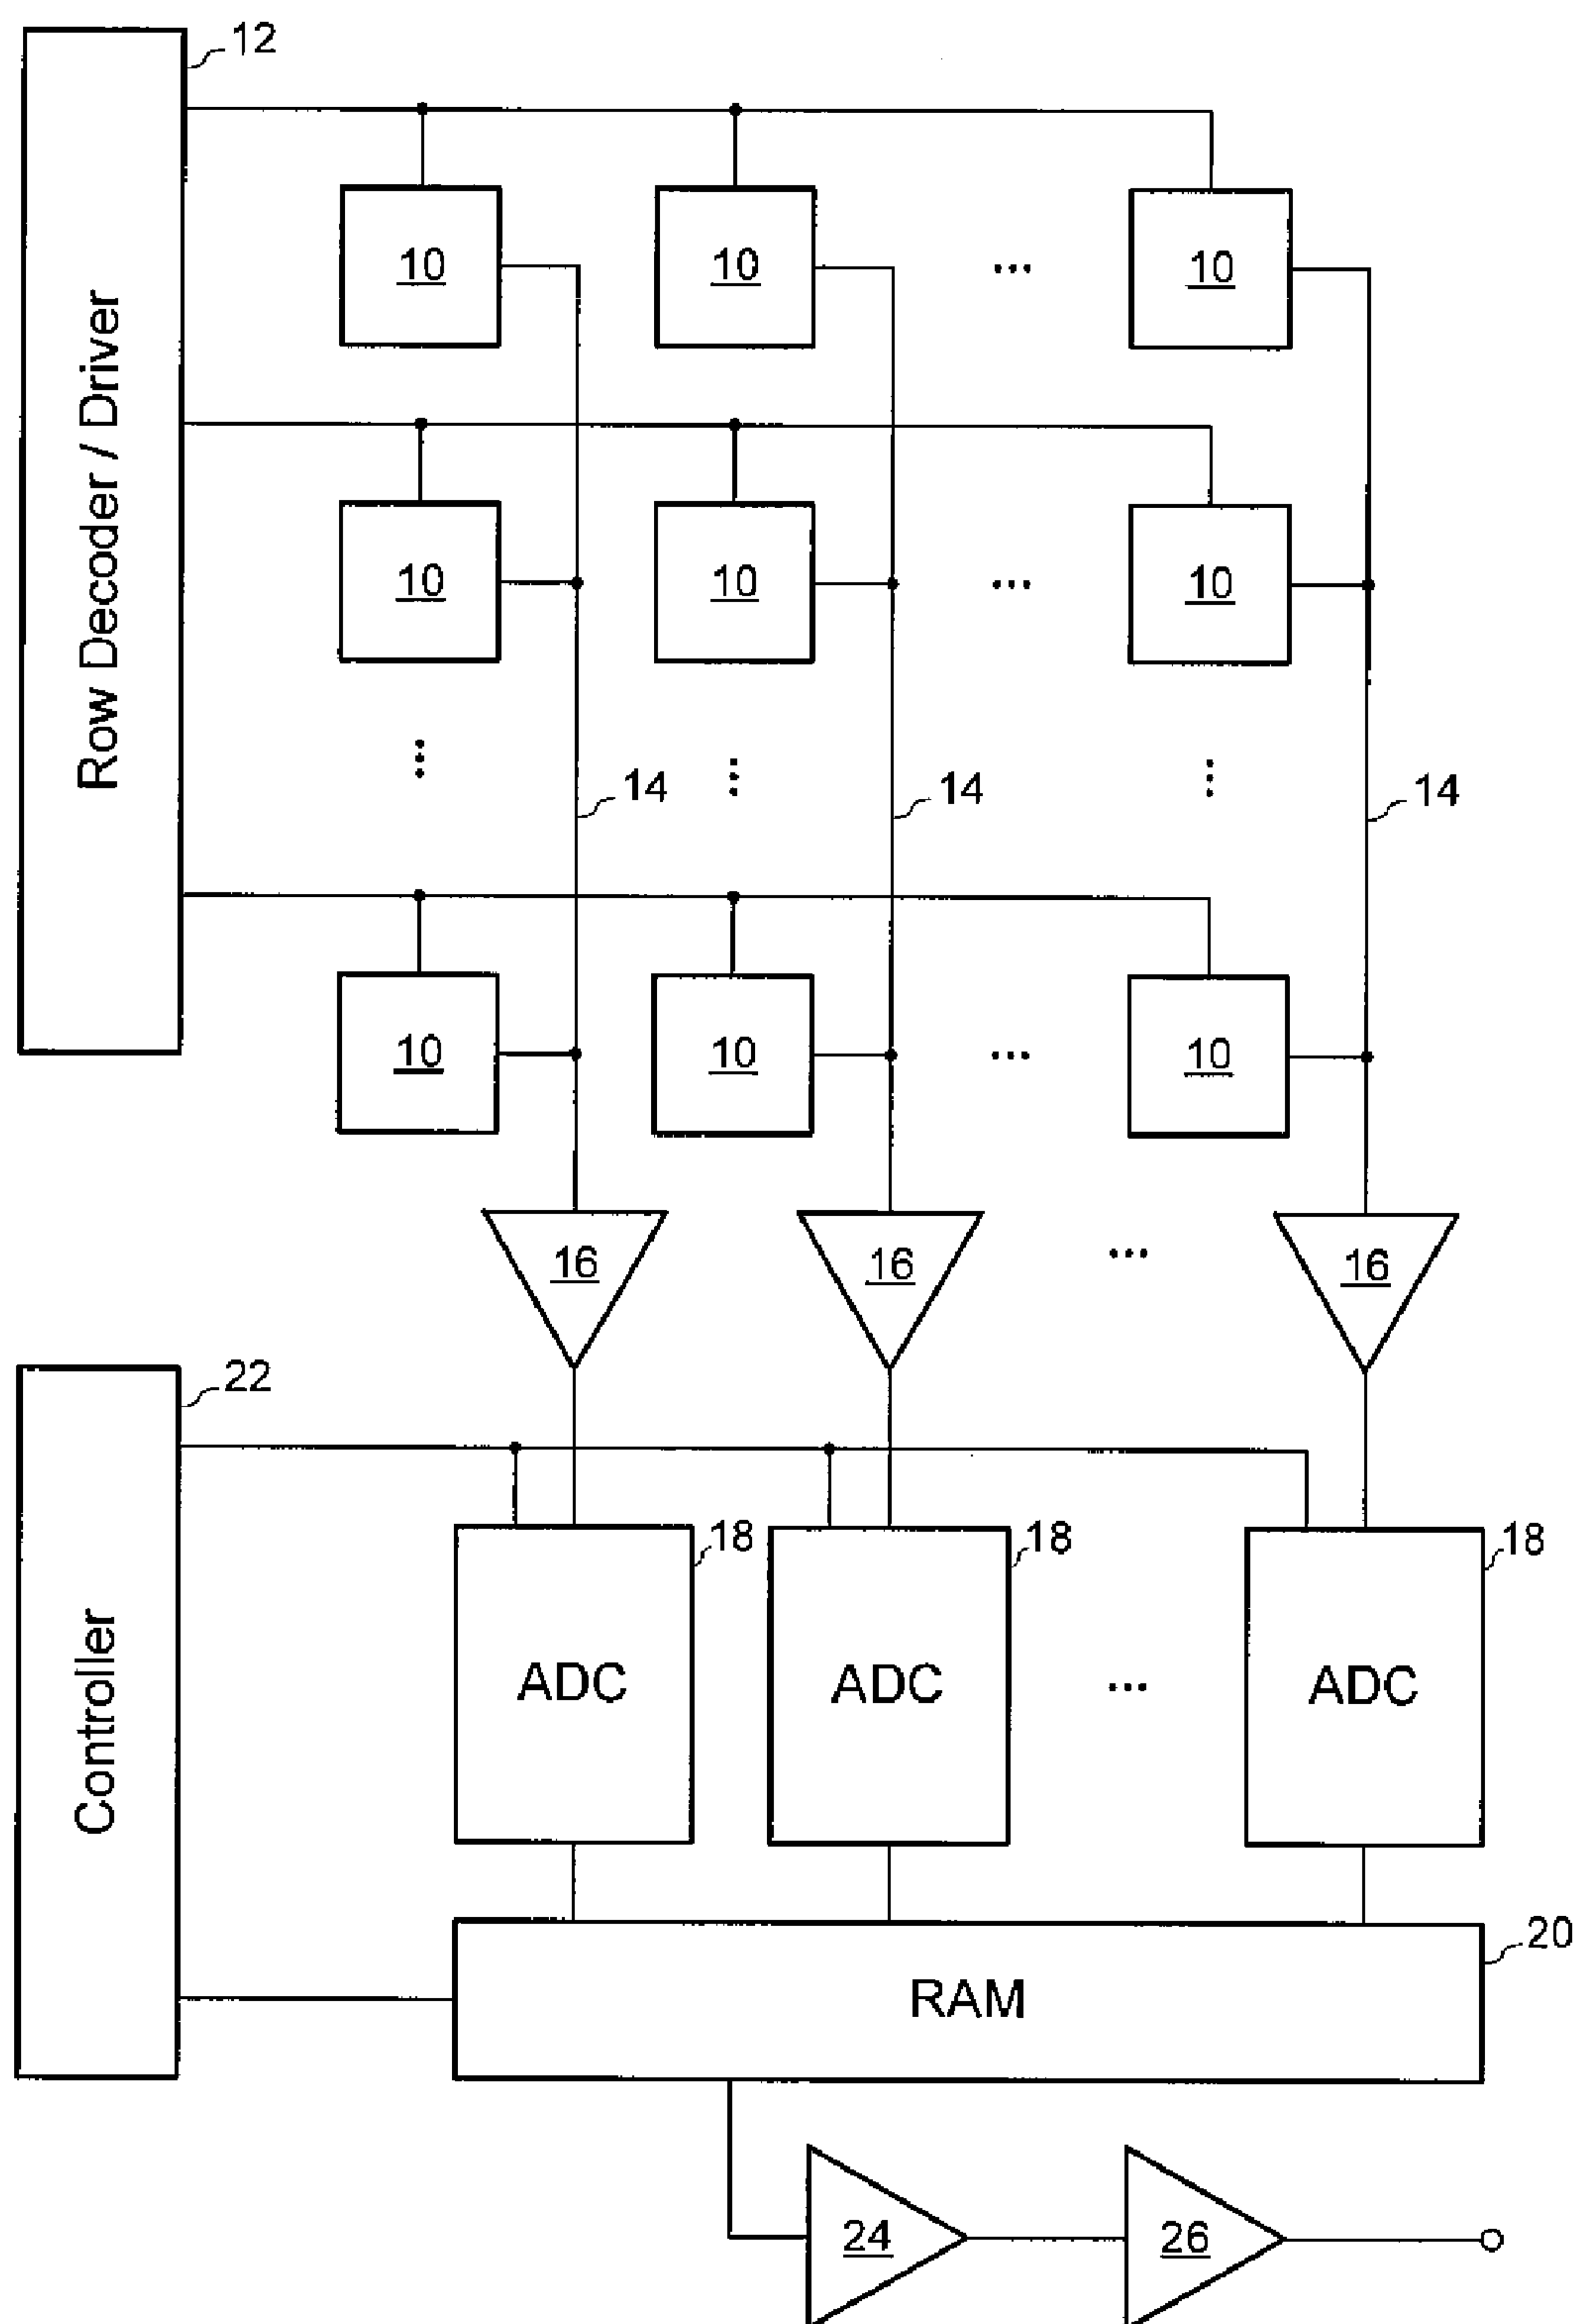 12
10 10 ... 10
Row Decoder / Driver
10 10 ... 10
14 14 14
10 10 ... 10
16 16 ... 16
22
18 18 18
Controller
ADC ADC ... ADC
20
RAM
24 26